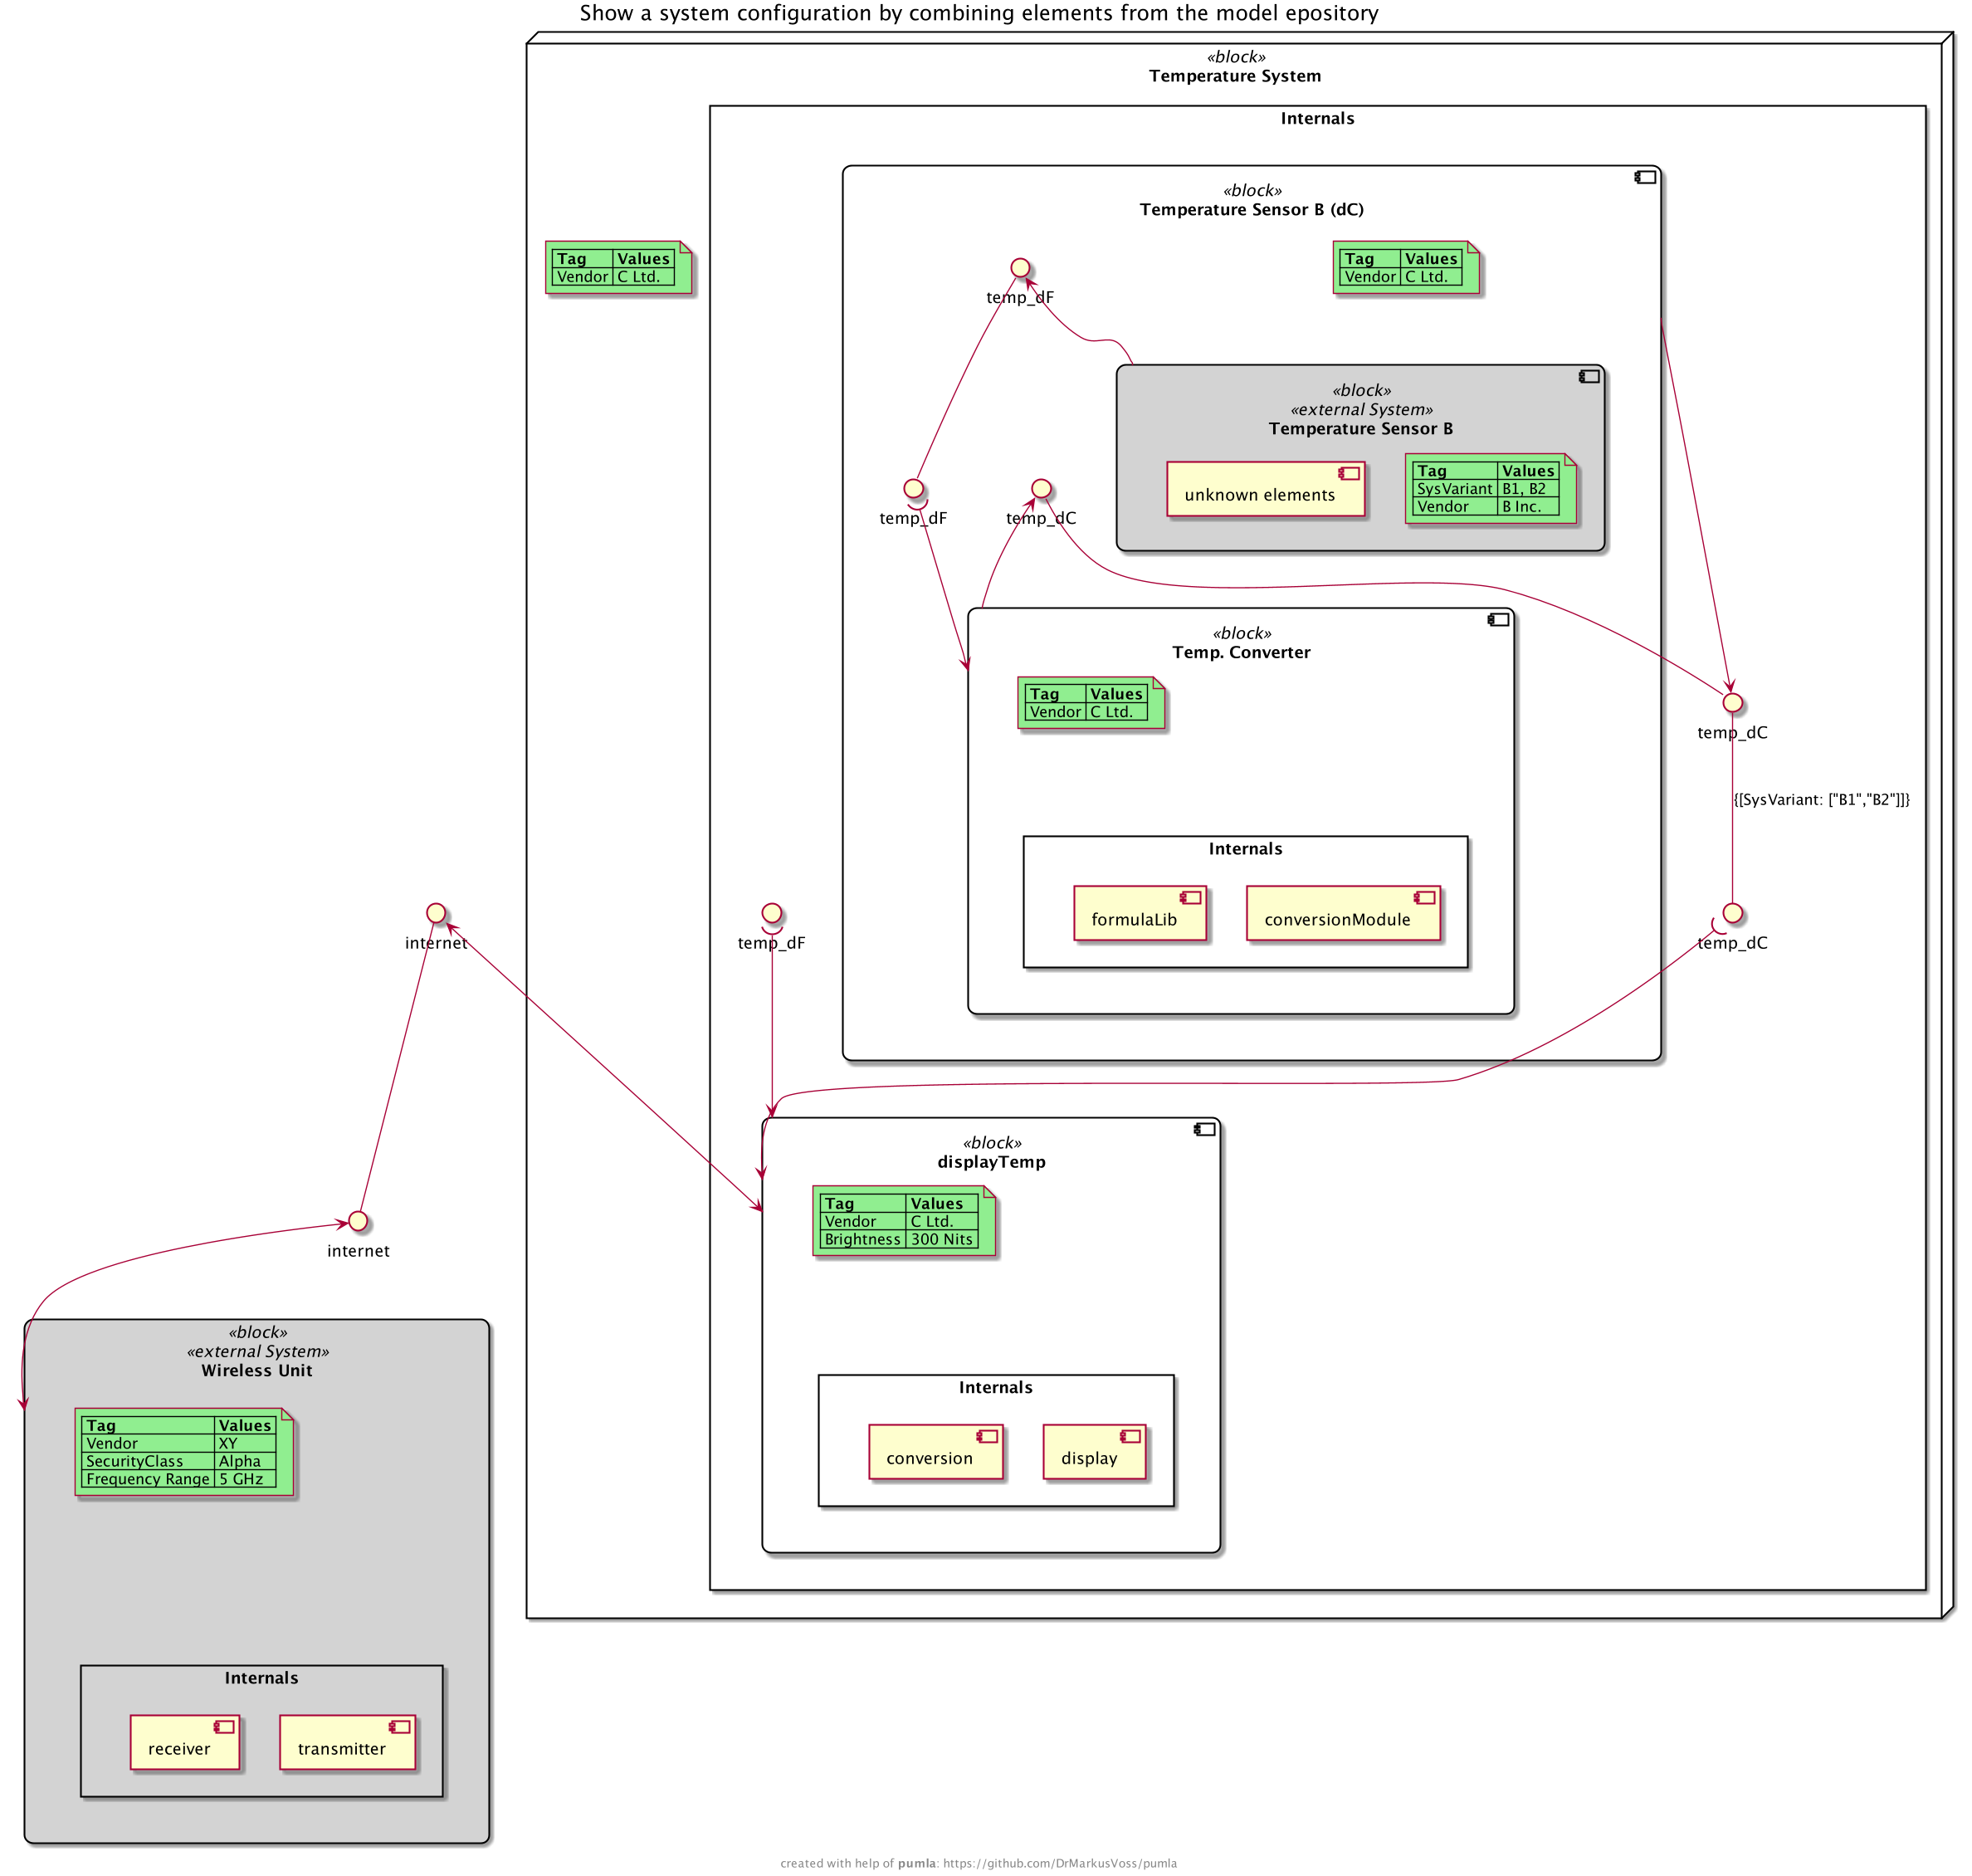 Show a system configuration by combining elements from the model epository
«block»
Temperature System
Internals
«block»
Temperature Sensor B (dC)
Tag Values
Vendor C Ltd.
Tag Values
Vendor C Ltd.
temp_dF
«block»
«external System»
Temperature Sensor B
unknown elements
Tag Values
SysVariant B1, B2
Vendor B Inc.
temp_dF
temp_dC
«block»
Temp. Converter
Tag Values
Vendor C Ltd.
temp_dC
{[SysVariant: ["B1","B2"]]}
Internals
formulaLib
conversionModule
internet
temp_dF
temp_dC
«block»
displayTemp
Tag Values
Vendor C Ltd.
Brightness 300 Nits
internet
«block»
«external System»
Wireless Unit
Internals
conversion
display
Tag Values
Vendor XY
SecurityClass Alpha
Frequency Range 5 GHz
Internals
receiver
transmitter
created with help of pumla: https://github.com/DrMarkusVoss/pumla